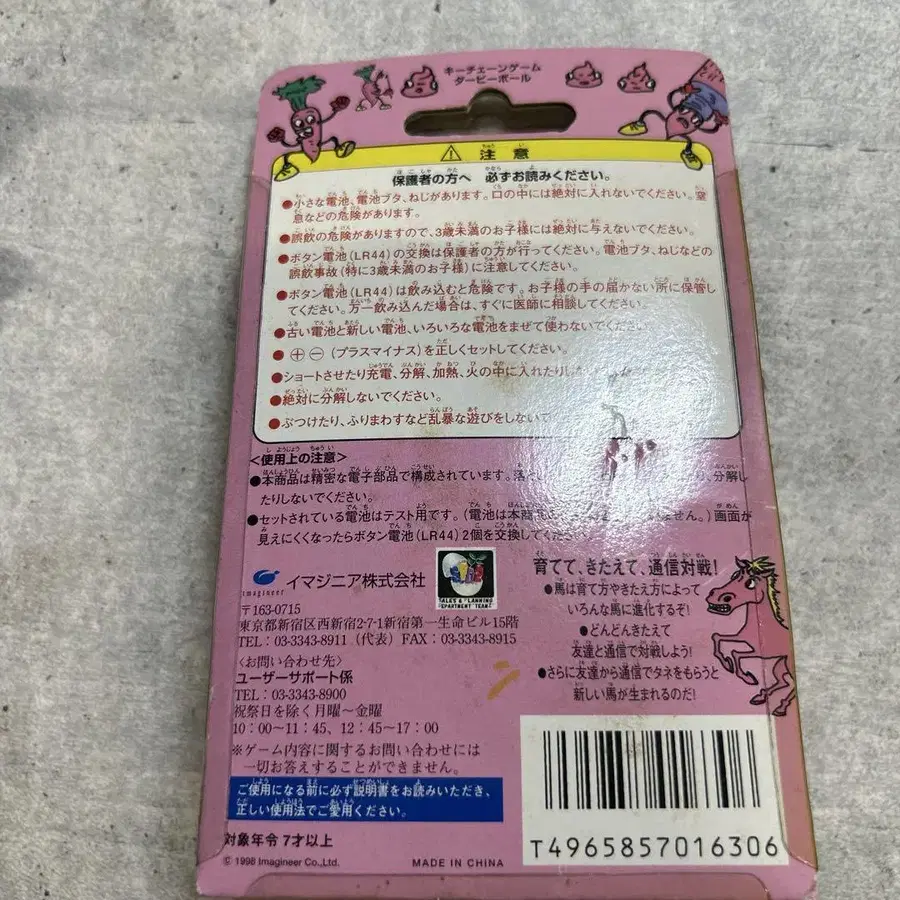 キーチェーンゲーム
ダービーボール
注意
保護者の方へ 必ずお読みください。
●小さな電池、電池ブタ、ねじがあります。口の中には絶対に入れないでください。窒
息などの危険があります。
●誤飲の危険がありますので、3歳未満のお子様には絶対に与えないでください。
●ボタン電池(LR44)の交換は保護者の方が行ってください。電池ブタ、ねじなどの
誤飲事故(特に3歳未満のお子様)に注意してください。
●ボタン電池(LR44)は飲み込むと危険です。お子様の手の届かない所に保管し
てください。万一飲み込んだ場合は、すぐに医師に相談してください。
●古い電池と新しい電池、いろいろな電池をまぜて使わないでください。
●⊕⊖(プラスマイナス)を正しくセットしてください。
●ショートさせたり充電、分解、加熱、火の中に入れたりし
●絶対に分解しないでください。
●ぶつけたり、ふりまわすなど乱暴な遊びをしないで
<使用上の注意>
●本商品は精密な電子部品で構成されています。落と り、分解し
たりしないでください。
●セットされている電池はテスト用です。(電池は本商 ません。)画面が
見えにくくなったらボタン電池(LR44)2個を交換してくださ
imagineer イマジニア株式会社
SALES & PLANNING
DEPARTMENT TEAM
〒163-0715
東京都新宿区西新宿2-7-1新宿第一生命ビル15階
TEL:03-3343-8911(代表)FAX:03-3343-8915
〈お問い合わせ先〉
ユーザーサポート係
TEL:03-3343-8900
祝祭日を除く月曜〜金曜
10:00〜11:45、12:45〜17:00
※ゲーム内容に関するお問い合わせには
一切お答えすることができません。
ご使用になる前に必ず説明書をお読みいただき、
正しい使用法でご愛用ください。
対象年令 7才以上
© 1998 Imagineer Co.,Ltd.
MADE IN CHINA
育てて、きたえて、通信対戦!
●馬は育て方やきたえ方によって
いろんな馬に進化するぞ!
●どんどんきたえて
友達と通信で対戦しよう!
●さらに友達から通信でタネをもらうと
新しい馬が生まれるのだ!
T4965857016306